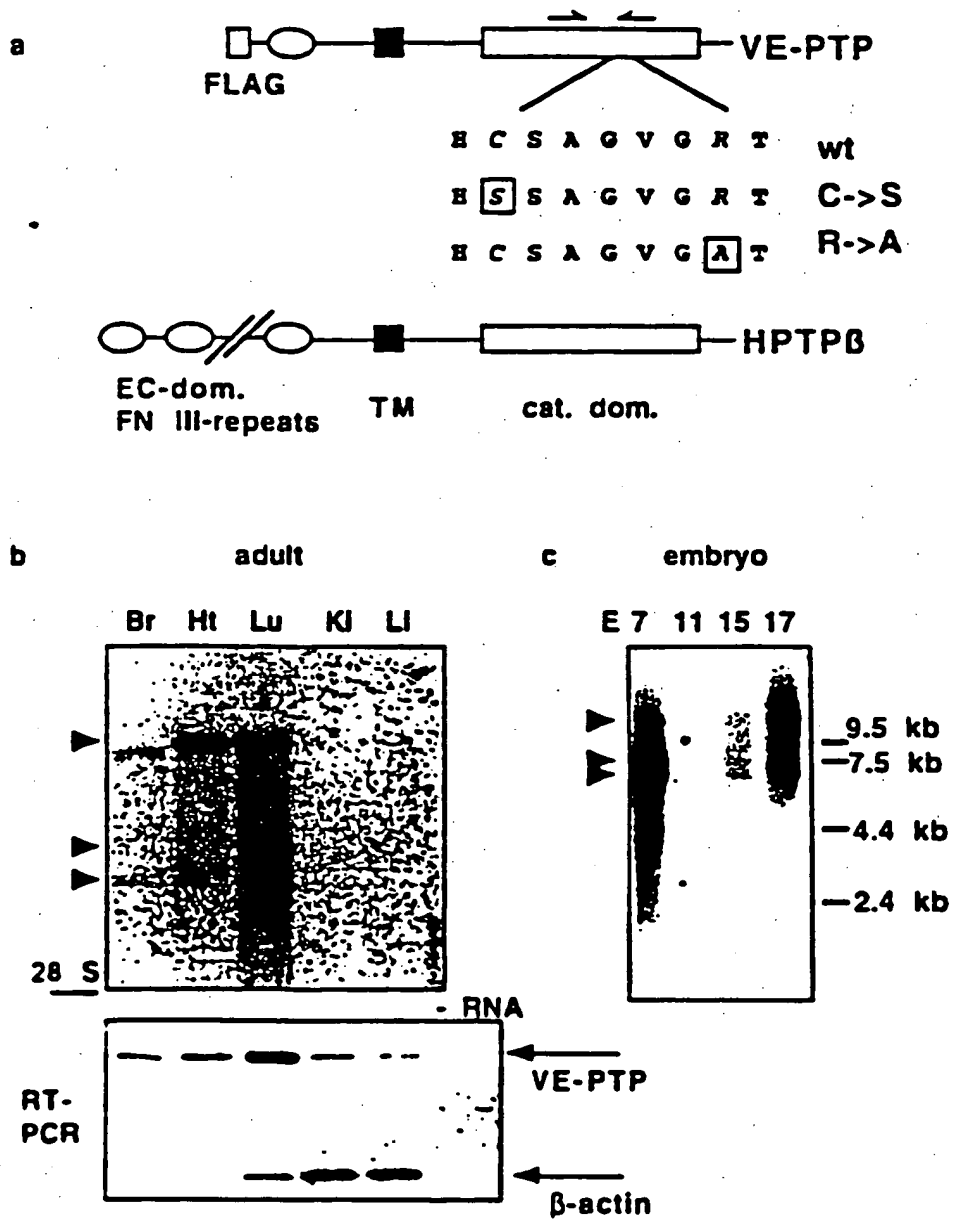 a
VE-PTP
FLAG
H C S A G V G R T wt
H S S A G V G R T C->S
H C S A G V G A T R->A
HPTPß
EC-dom.
FN III-repeats
TM
cat. dom.
b adult
Br Ht Lu Ki Li
28 S
- RNA
RT-
PCR
VE-PTP
β-actin
c embryo
E 7 11 15 17
9.5 kb
7.5 kb
4.4 kb
2.4 kb